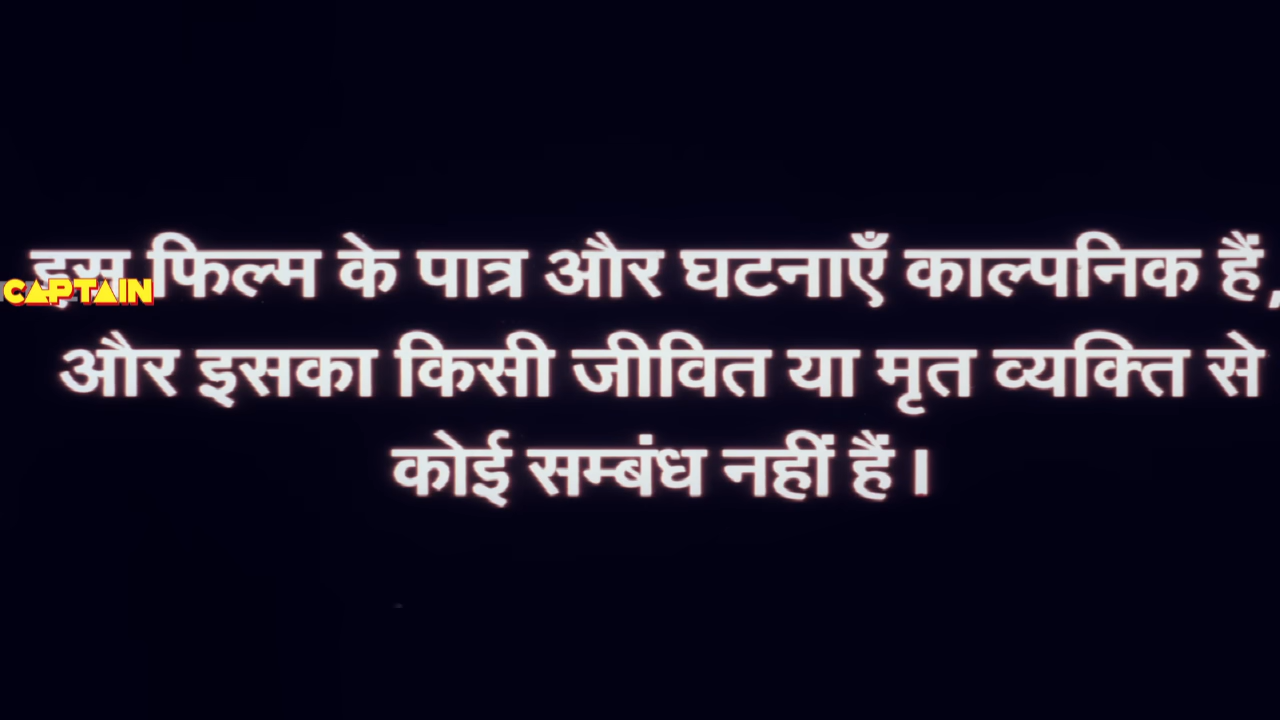 इस फिल्म के पात्र और घटनाएँ काल्पनिक हैं,
CAPTAIN
और इसका किसी जीवित या मृत व्यक्ति से
कोई सम्बंध नहीं हैं।